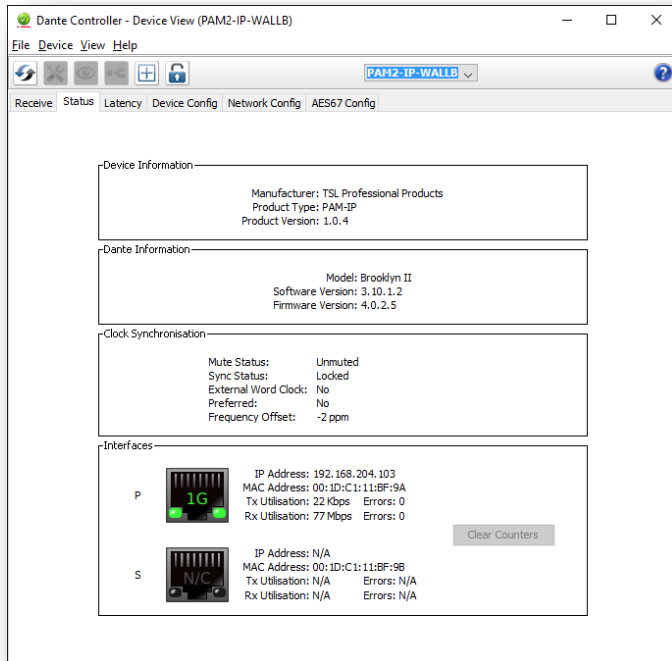 Dante Controller - Device View (PAM2-IP-WALLB)
File Device View Help
PAM2-IP-WALLB
?
Receive Status Latency Device Config Network Config AES67 Config
Device Information
Manufacturer: TSL Professional Products
Product Type: PAM-IP
Product Version: 1.0.4
Dante Information
Model: Brooklyn II
Software Version: 3.10.1.2
Firmware Version: 4.0.2.5
Clock Synchronisation
Mute Status: Unmuted
Sync Status: Locked
External Word Clock: No
Preferred: No
Frequency Offset: -2 ppm
Interfaces
P
1G
IP Address: 192.168.204.103
MAC Address: 00:1D:C1:11:BF:9A
Tx Utilisation: 22 Kbps Errors: 0
Rx Utilisation: 77 Mbps Errors: 0
Clear Counters
S
N/C
IP Address: N/A
MAC Address: 00:1D:C1:11:BF:9B
Tx Utilisation: N/A Errors: N/A
Rx Utilisation: N/A Errors: N/A